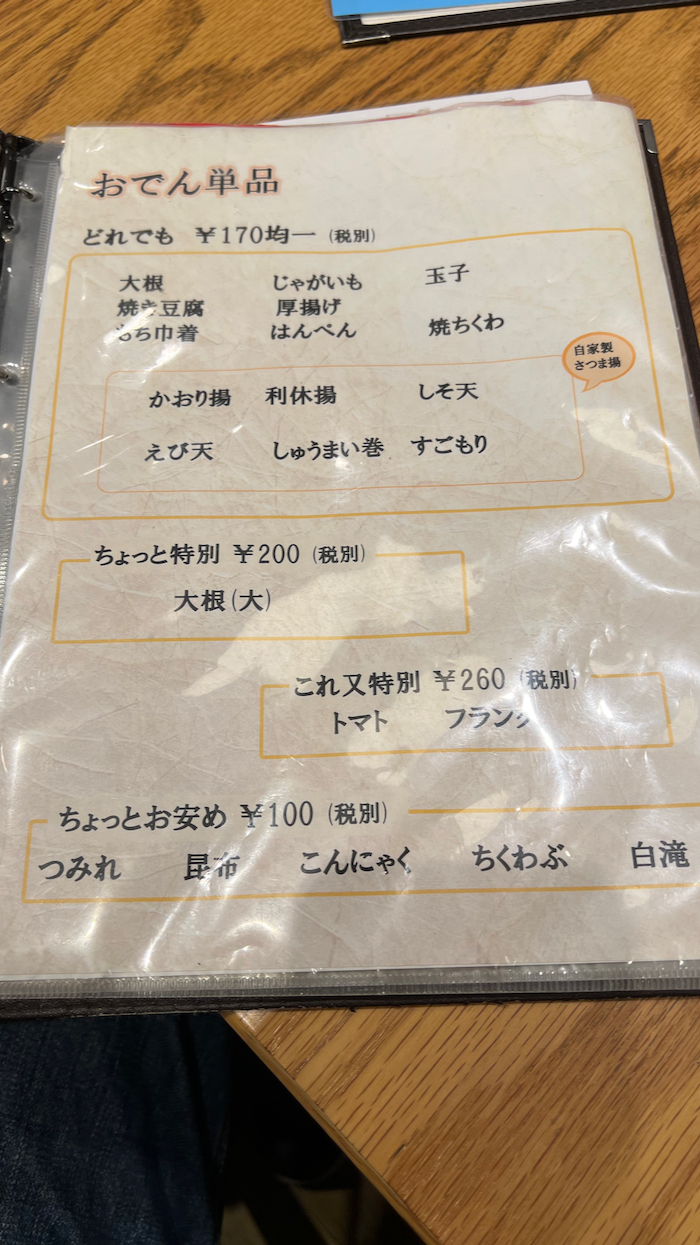 おでん単品
どれでも ￥170均一 (税別)
大根 じゃがいも 玉子
焼き豆腐 厚揚げ
もち巾着 はんぺん 焼ちくわ
自家製
さつま揚
かおり揚 利休揚 しそ天
えび天 しゅうまい巻 すごもり
ちょっと特別 ￥200 (税別)
大根(大)
これ又特別 ￥260 (税別)
トマト フランク
ちょっとお安め ￥100 (税別)
つみれ 昆布 こんにゃく ちくわぶ 白滝